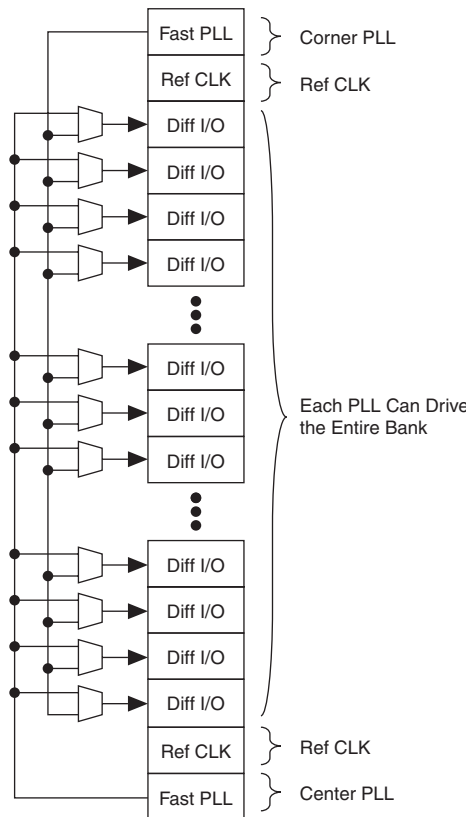 Fast PLL
Corner PLL
Ref CLK
Ref CLK
Diff I/O
Diff I/O
Diff I/O
Diff I/O
Diff I/O
Diff I/O
Each PLL Can Drive
the Entire Bank
Diff I/O
Diff I/O
Diff I/O
Diff I/O
Diff I/O
Ref CLK
Ref CLK
Fast PLL
Center PLL